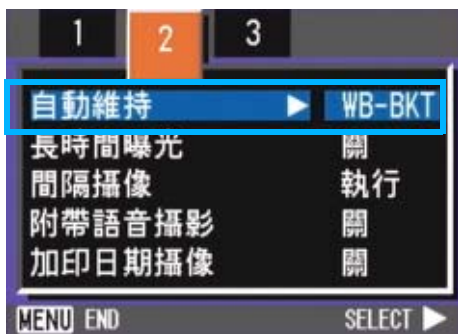 1 2 3
自動維持 ▶ WB-BKT
長時間曝光 關
間隔攝像 執行
附帶語音攝影 關
加印日期攝像 關
MENU END SELECT ▶